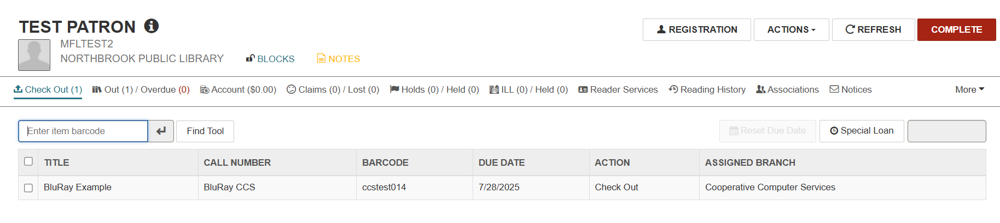 TEST PATRON
REGISTRATION ACTIONS REFRESH COMPLETE
MFLTEST2
NORTHBROOK PUBLIC LIBRARY BLOCKS NOTES
Check Out (1) Out (1) / Overdue (0) Account ($0.00) Claims (0) / Lost (0) Holds (0) / Held (0) ILL (0) / Held (0) Reader Services Reading History Associations Notices More
Enter item barcode Find Tool Reset Due Date Special Loan
TITLE CALL NUMBER BARCODE DUE DATE ACTION ASSIGNED BRANCH
BluRay Example BluRay CCS ccstest014 7/28/2025 Check Out Cooperative Computer Services